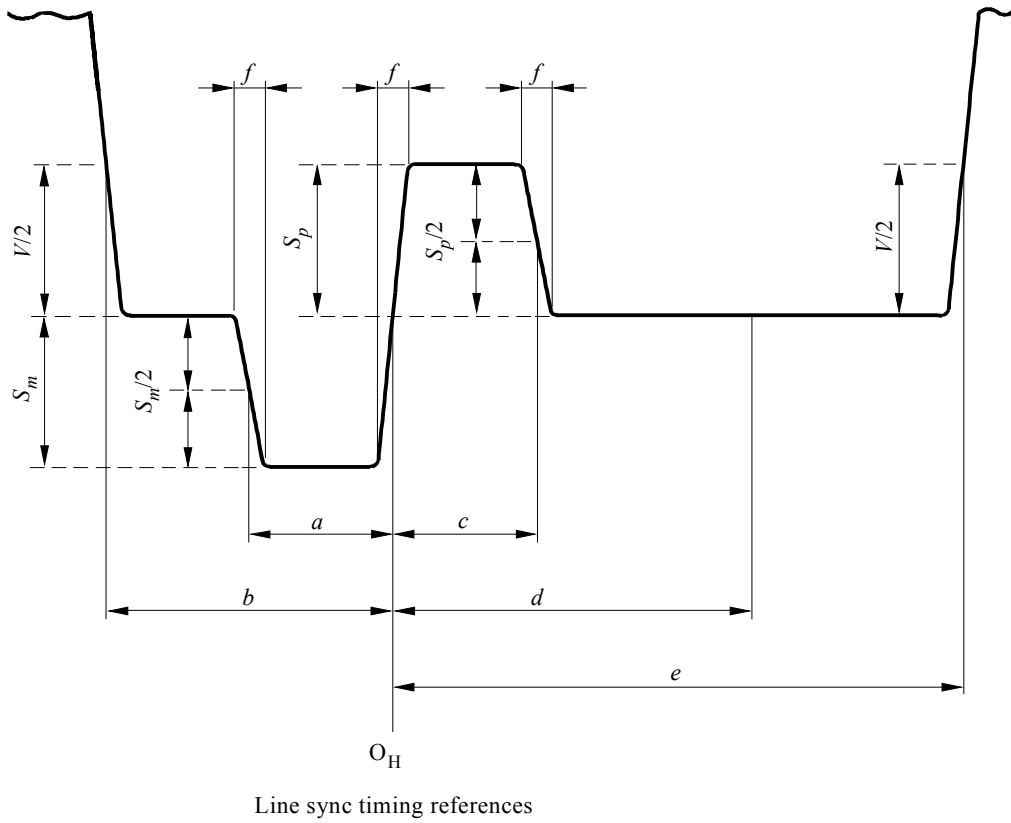 f f f
V/2 S_p S_p/2 V/2
S_m S_m/2
a c
b d
e
O_H
Line sync timing references